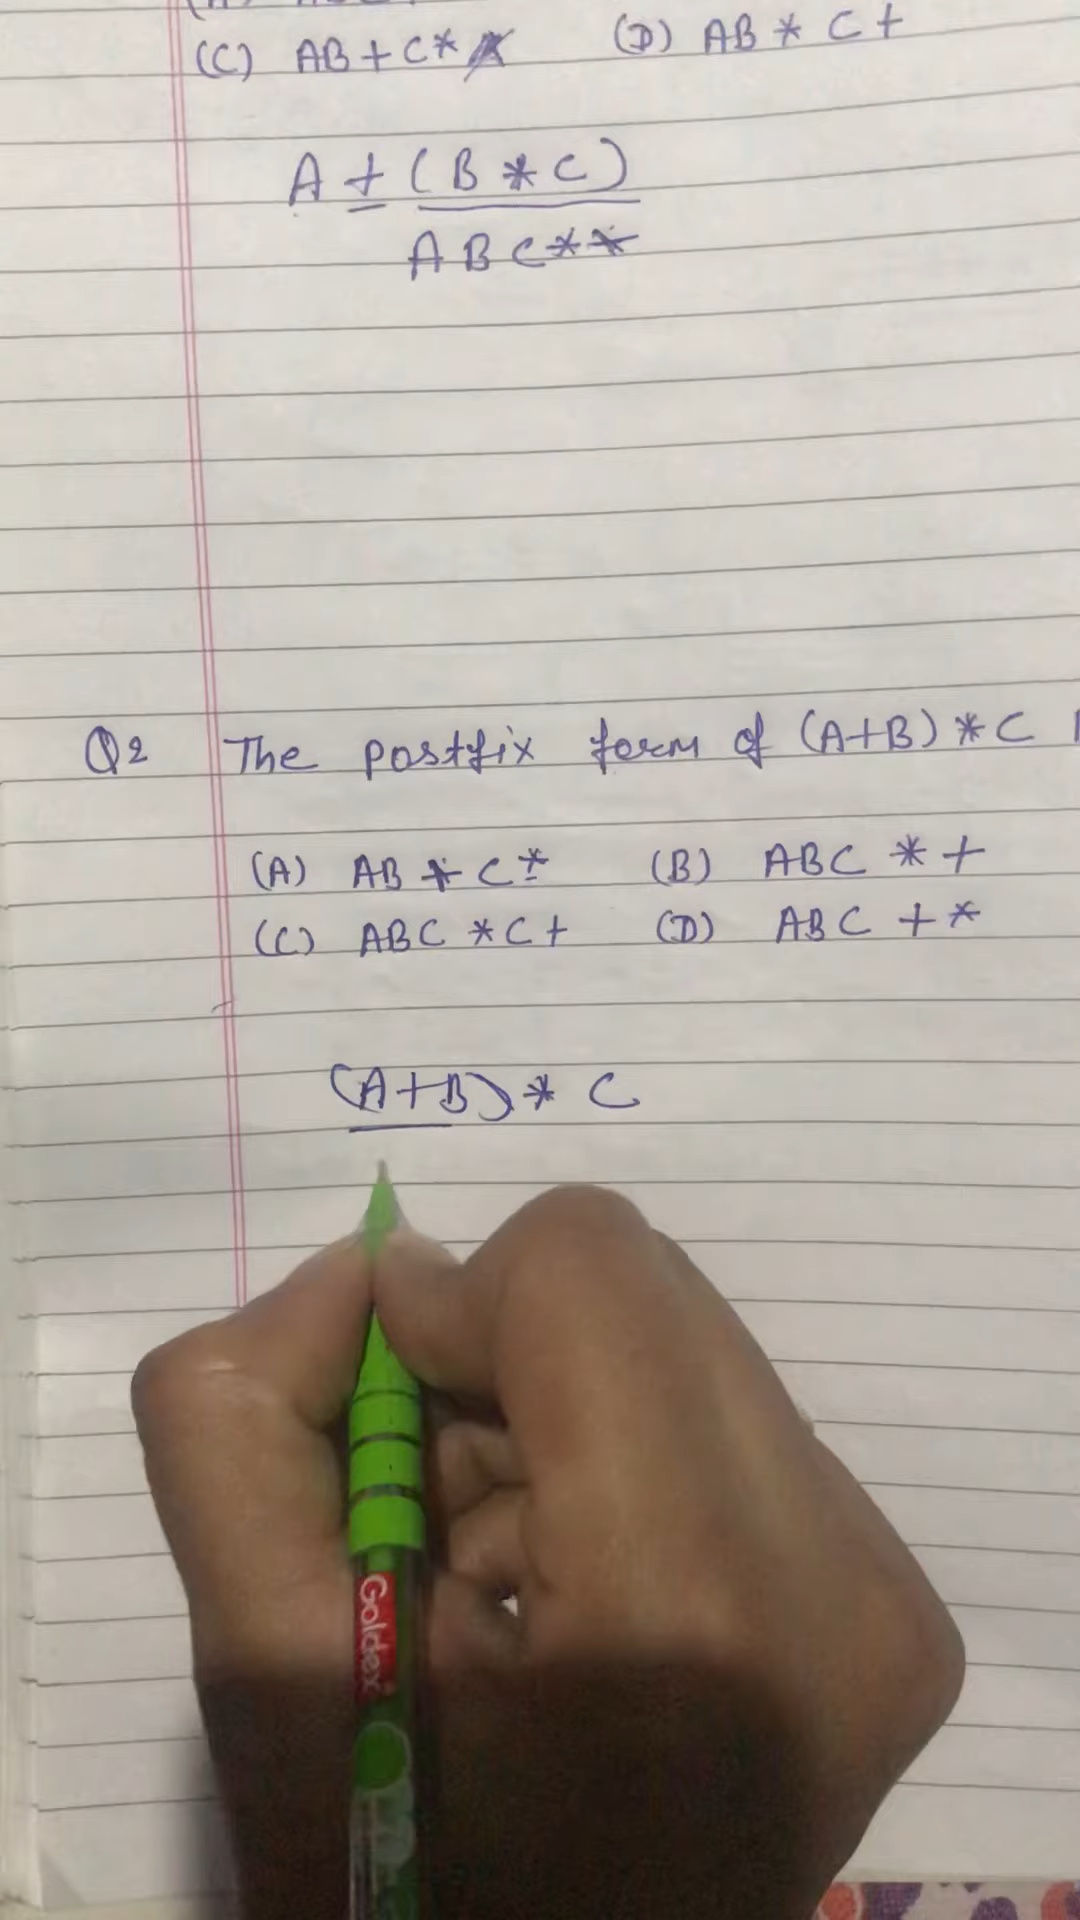 (C) AB + C*    (D) AB * C +
A + (B * C)
ABC**
Q2 The postfix form of (A+B) * C
(A) AB + C*    (B) ABC * +
(C) ABC * C +    (D) ABC + *
(A+B) * C
Goldex